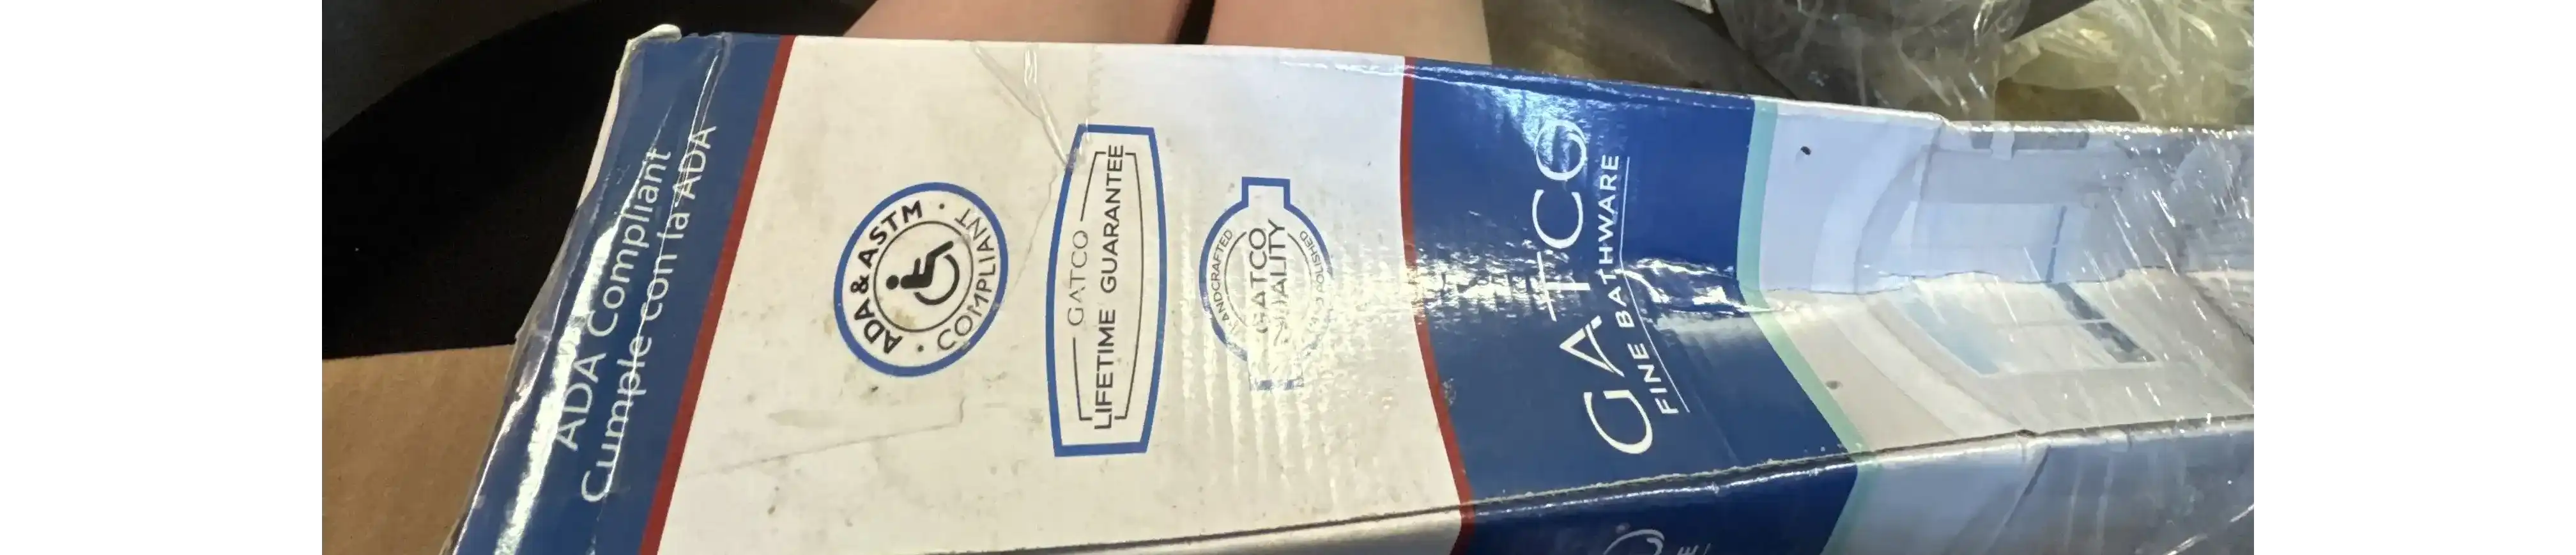 ADA Compliant
Cumple con la ADA
ADA & ASTM
COMPLIANT
GATCO
LIFETIME GUARANTEE
HANDCRAFTED
GATCO
QUALITY
POLISHED
GATCO
FINE BATHWARE